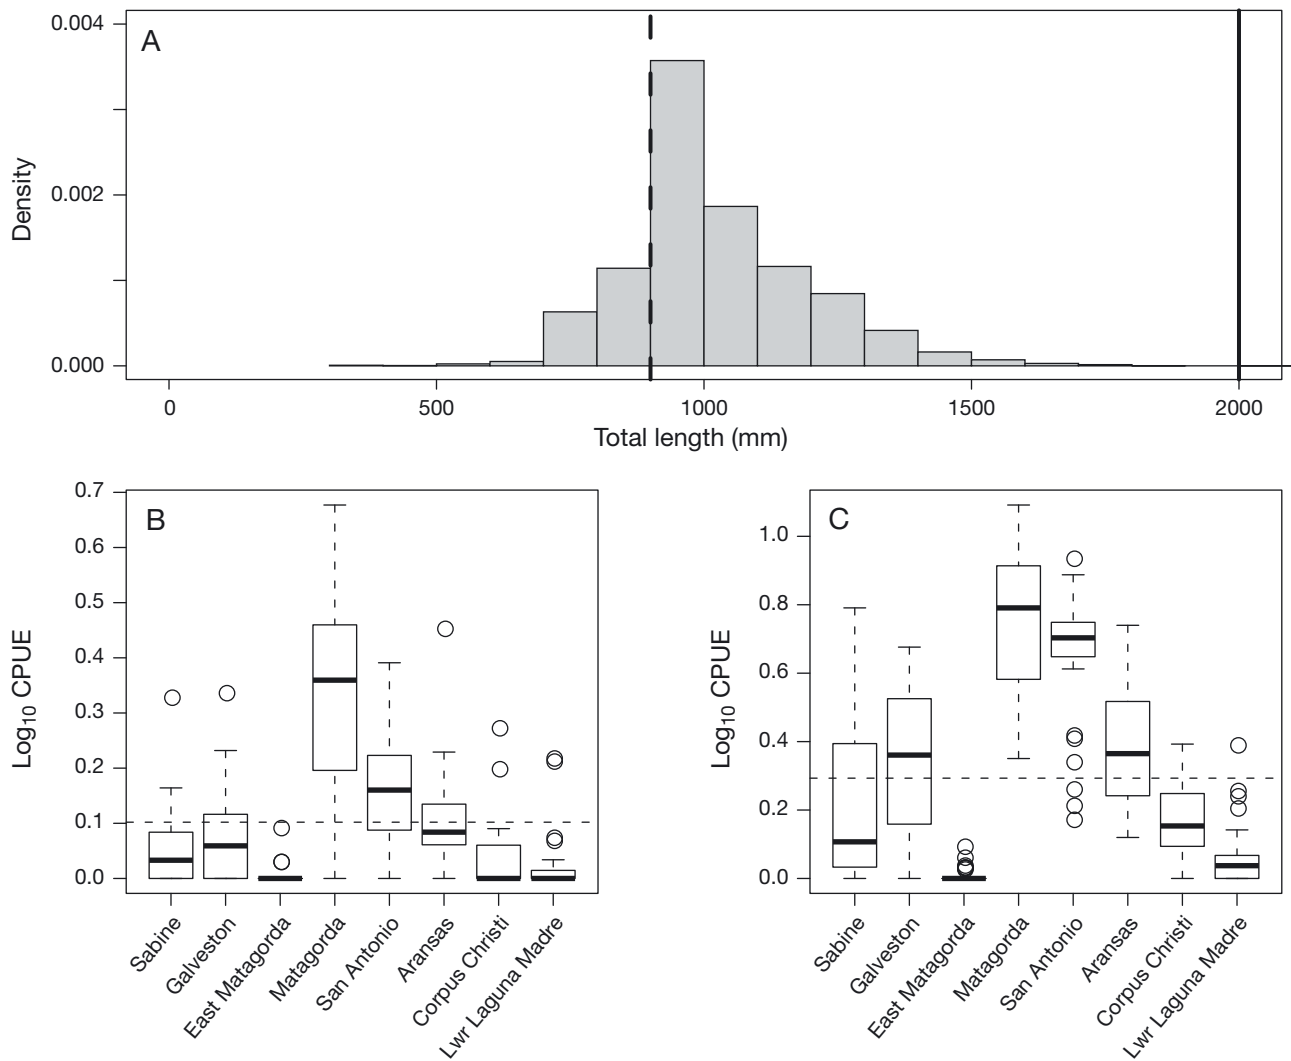 A
0.004
0.002
0.000
Density
0
500
1000
1500
2000
Total length (mm)
B
0.7
0.6
0.5
0.4
0.3
0.2
0.1
0.0
Log10 CPUE
Sabine
Galveston
East Matagorda
Matagorda
San Antonio
Aransas
Corpus Christi
Lwr Laguna Madre
C
1.0
0.8
0.6
0.4
0.2
0.0
Log10 CPUE
Sabine
Galveston
East Matagorda
Matagorda
San Antonio
Aransas
Corpus Christi
Lwr Laguna Madre